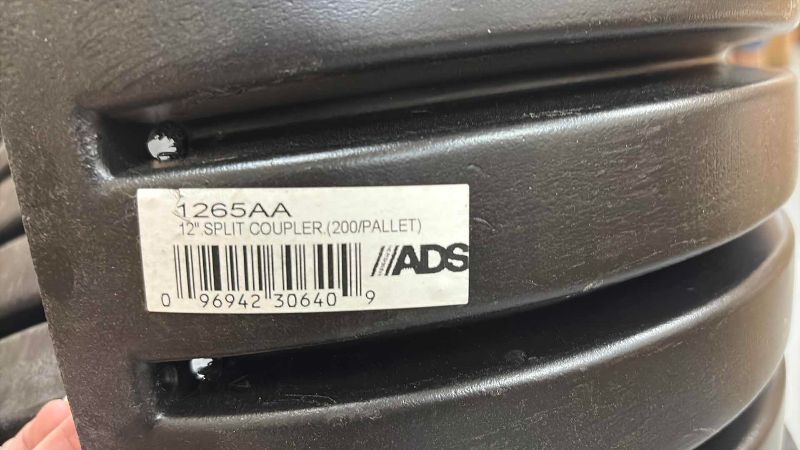 1265AA
12" SPLIT COUPLER.(200/PALLET)
ADS
0 96942 30640 9